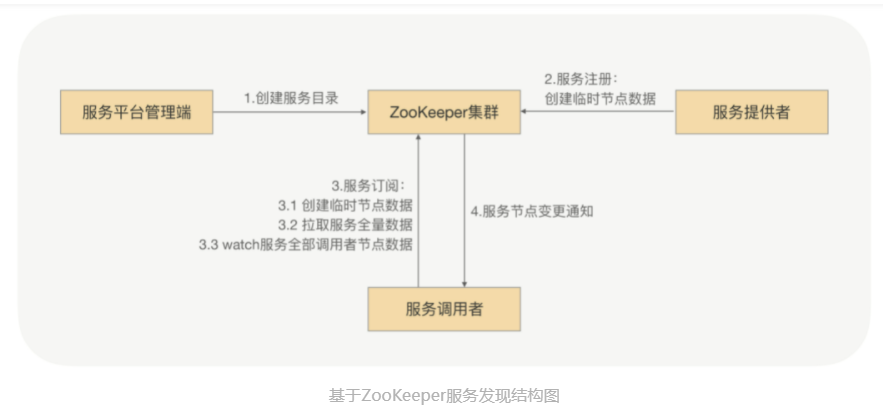 服务平台管理端
1.创建服务目录
ZooKeeper集群
2.服务注册：
创建临时节点数据
服务提供者
3.服务订阅：
3.1 创建临时节点数据
3.2 拉取服务全量数据
3.3 watch服务全部调用者节点数据
4.服务节点变更通知
服务调用者
基于ZooKeeper服务发现结构图